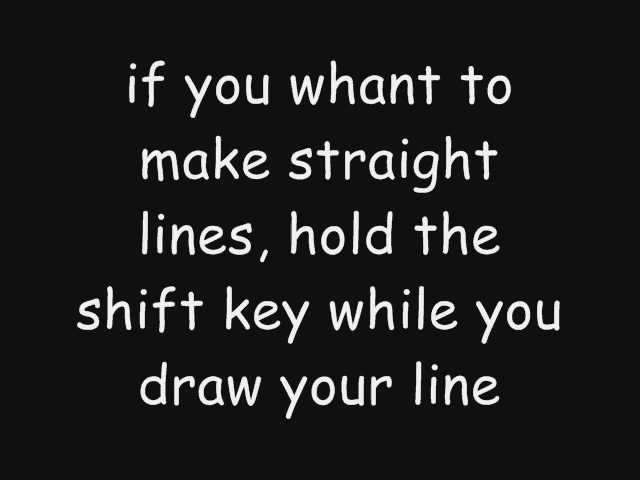 if you whant to
make straight
lines, hold the
shift key while you
draw your line